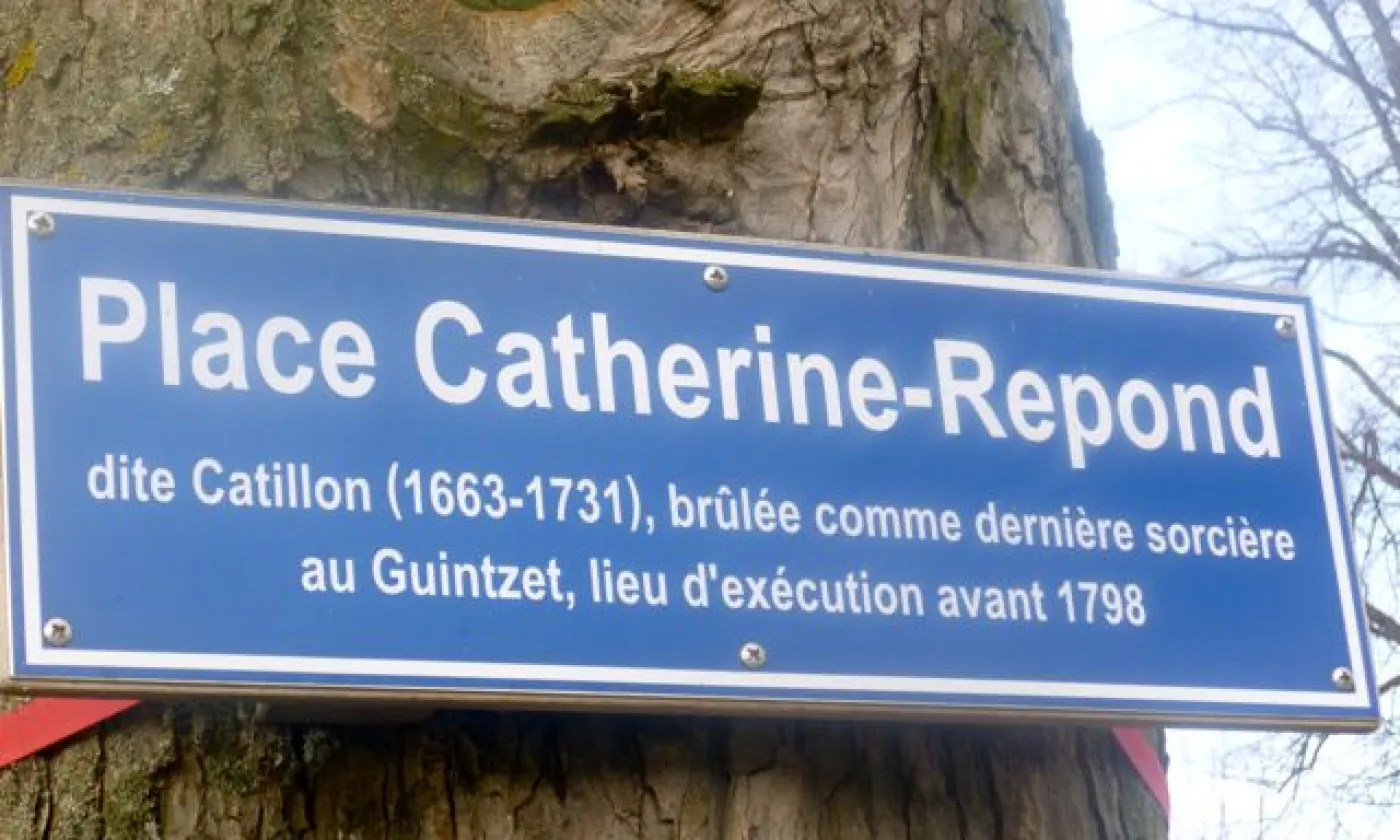 Place Catherine-Repond
dite Catillon (1663-1731), brûlée comme dernière sorcière
au Guintzet, lieu d'exécution avant 1798